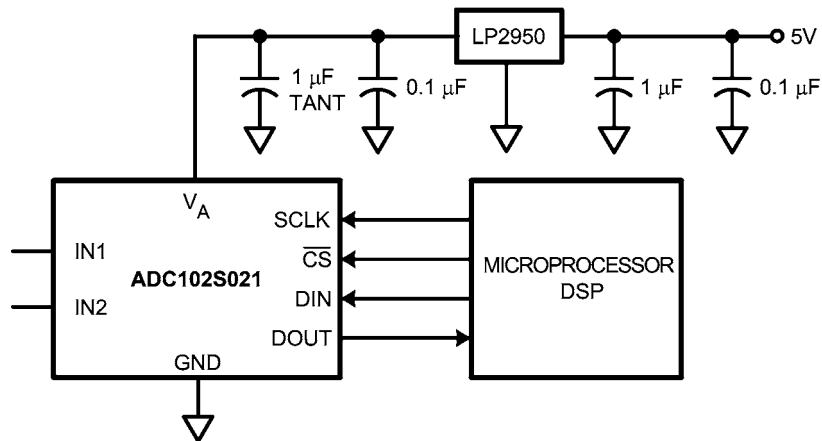 LP2950
5V
1 μF
TANT
0.1 μF
1 μF
0.1 μF
VA
SCLK
CS
DIN
DOUT
IN1
IN2
ADC102S021
GND
MICROPROCESSOR
DSP